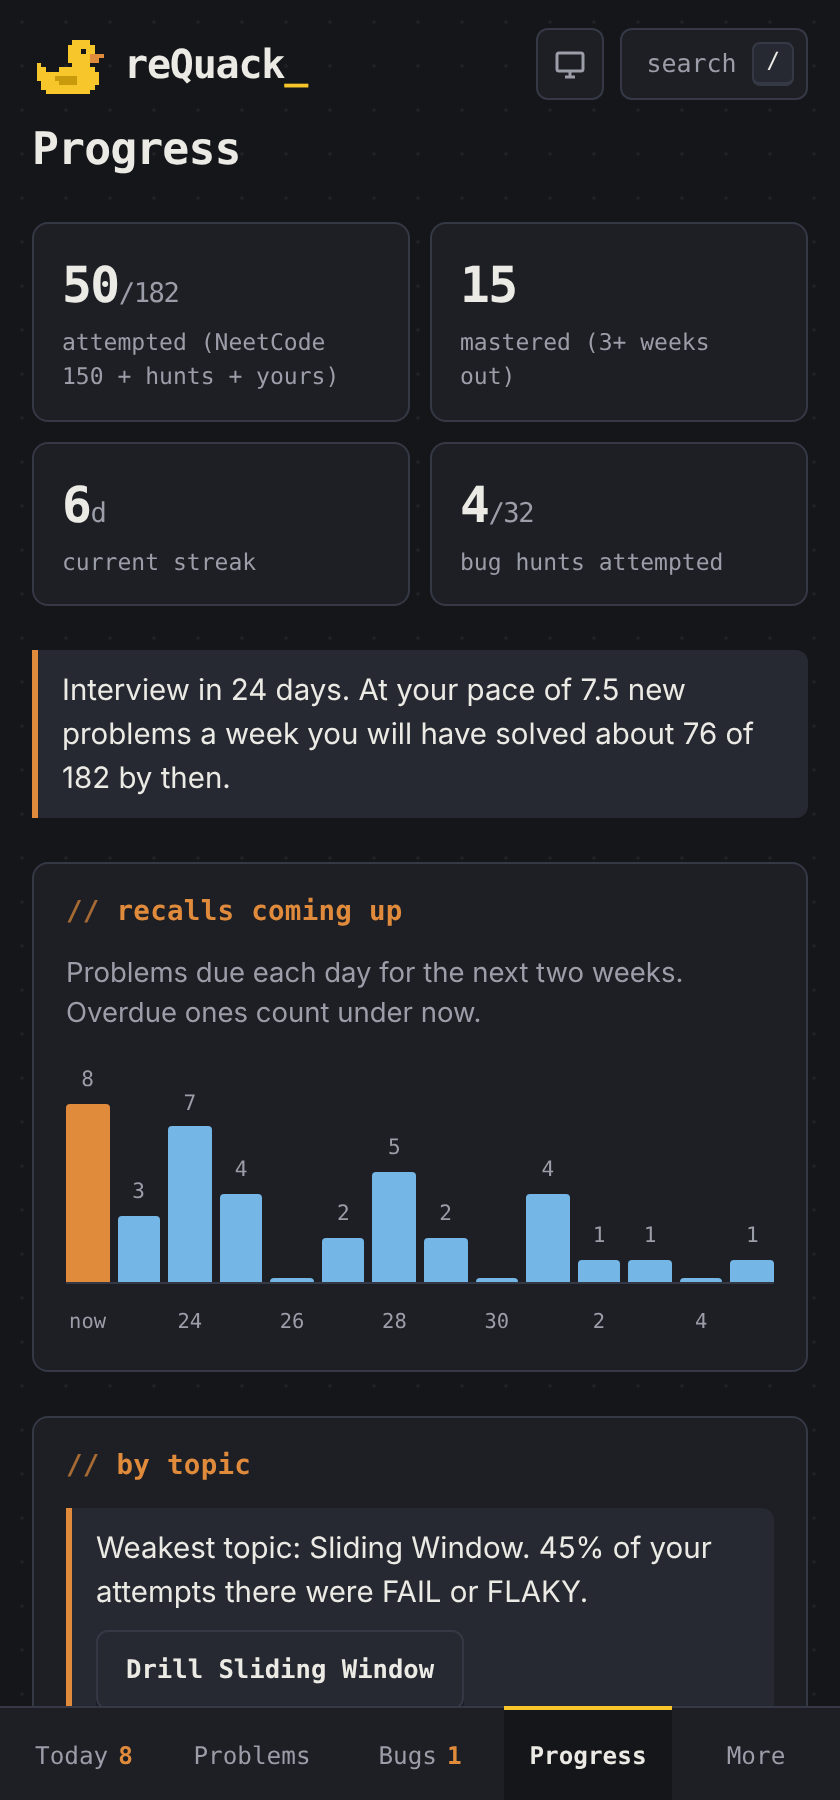 reQuack_
search /
Progress
50/182
attempted (NeetCode
150 + hunts + yours)
15
mastered (3+ weeks
out)
6d
current streak
4/32
bug hunts attempted
Interview in 24 days. At your pace of 7.5 new
problems a week you will have solved about 76 of
182 by then.
// recalls coming up
Problems due each day for the next two weeks.
Overdue ones count under now.
8 3 7 4 2 5 2 4 1 1 1
now 24 26 28 30 2 4
// by topic
Weakest topic: Sliding Window. 45% of your
attempts there were FAIL or FLAKY.
Drill Sliding Window
Today 8 Problems Bugs 1 Progress More